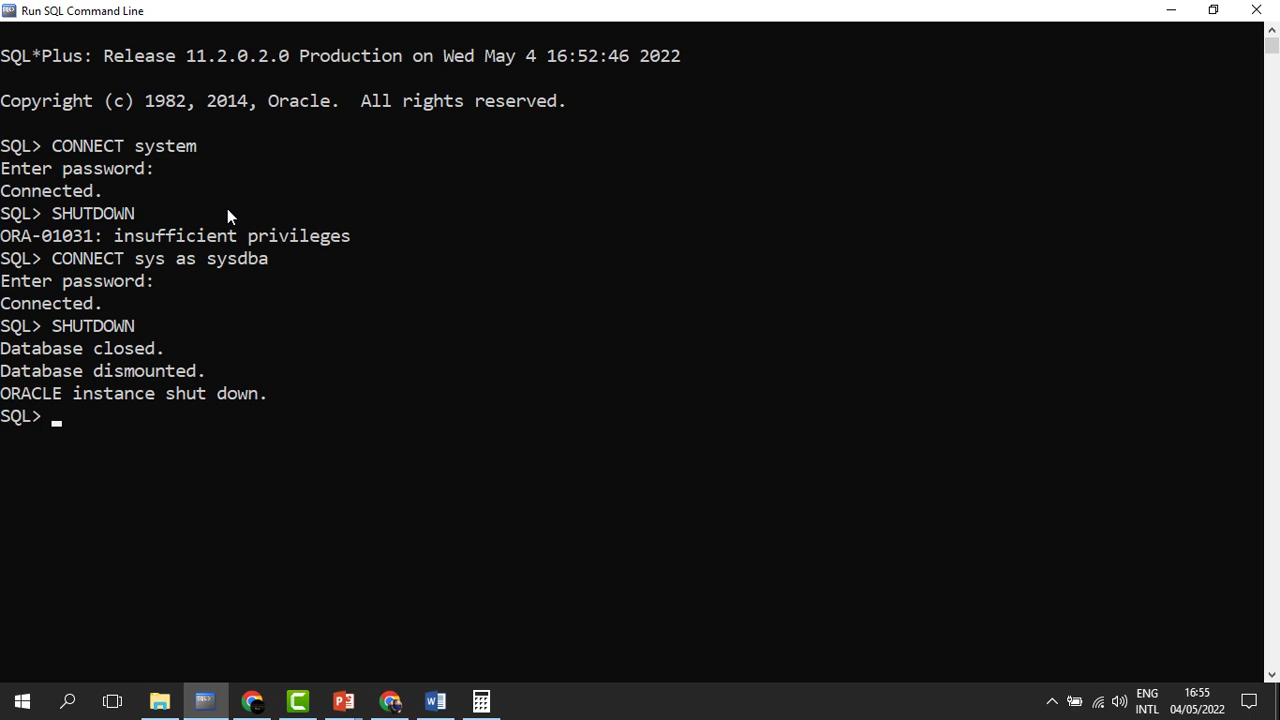 Run SQL Command Line
SQL*Plus: Release 11.2.0.2.0 Production on Wed May 4 16:52:46 2022
Copyright (c) 1982, 2014, Oracle.  All rights reserved.
SQL> CONNECT system
Enter password:
Connected.
SQL> SHUTDOWN
ORA-01031: insufficient privileges
SQL> CONNECT sys as sysdba
Enter password:
Connected.
SQL> SHUTDOWN
Database closed.
Database dismounted.
ORACLE instance shut down.
SQL>
ENG 16:55
INTL 04/05/2022